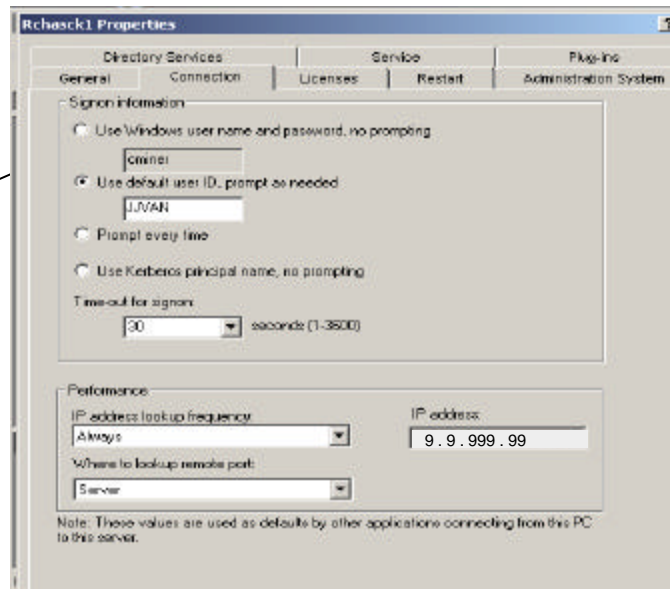 Rchasck1 Properties
Directory Services Service Plug-ins
General Connection Licenses Restart Administration System
Signon information
Use Windows user name and password, no prompting
cminer
Use default user ID, prompt as needed
JJVAN
Prompt every time
Use Kerberos principal name, no prompting
Time-out for signon:
30 seconds (1-3600)
Performance
IP address lookup frequency: IP address:
Always 9.9.999.99
Where to lookup remote port:
Server
Note: These values are used as defaults by other applications connecting from this PC
to this server.